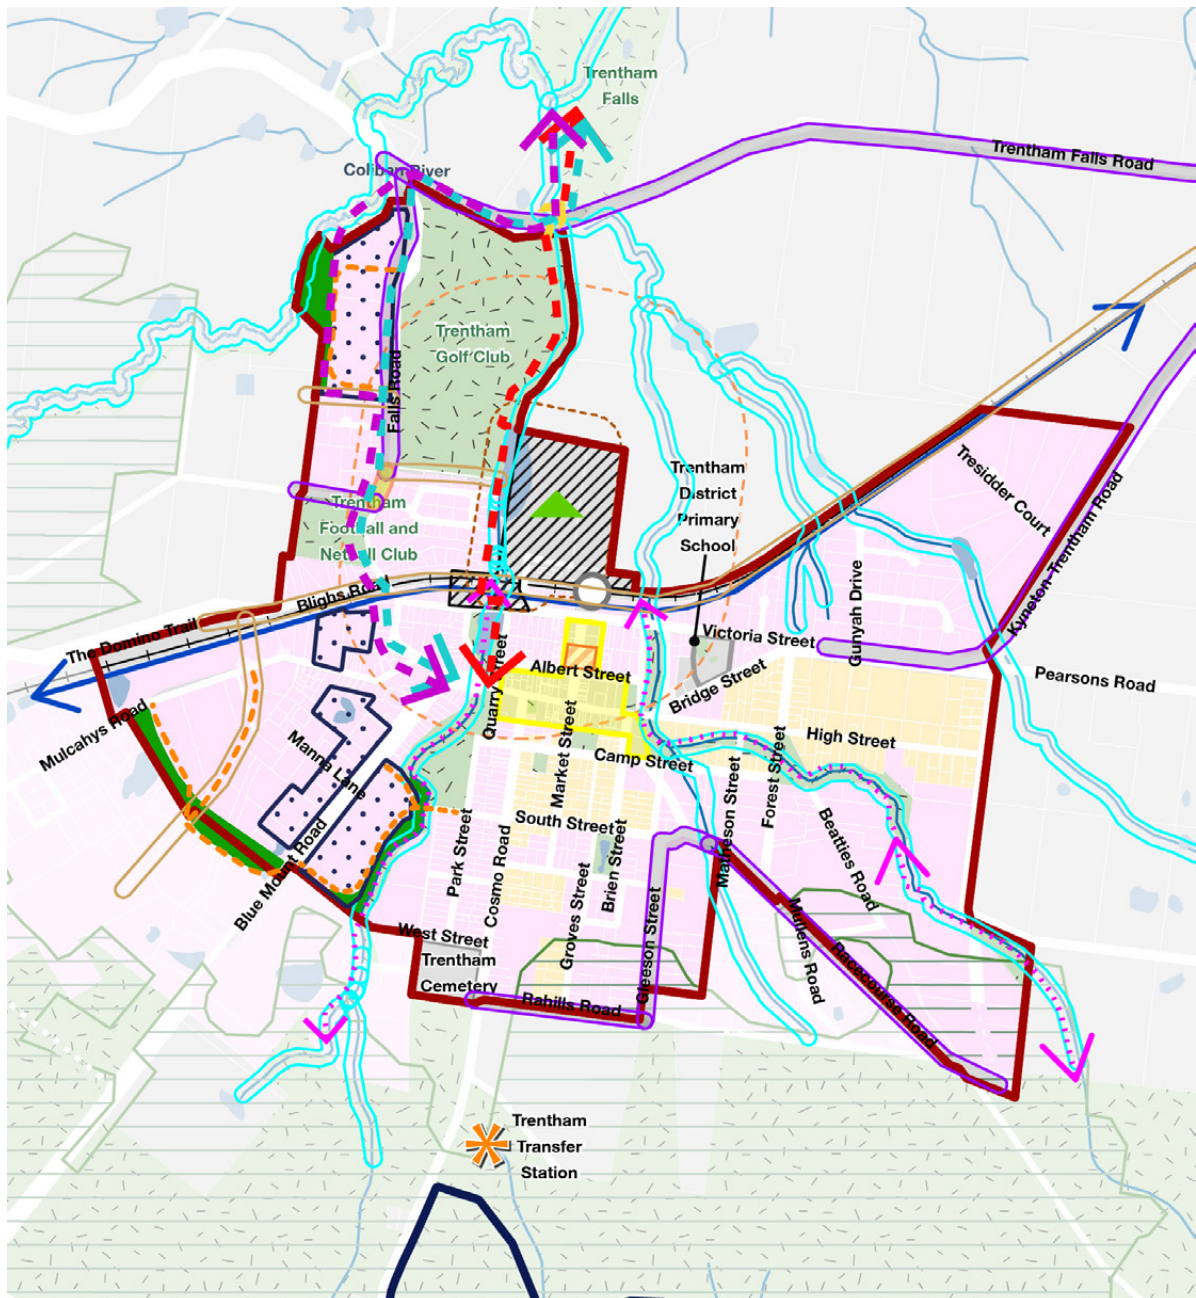 Trentham
Falls
Trentham Falls Road
Coliban River
Trentham
Golf Club
Falls Road
Trentham
District
Primary
School
Tresidder Court
Kyneton-Trentham Road
Trentham
Football and
Netball Club
Blighs Road
The Domino Trail
Victoria Street
Gunyah Drive
Albert Street
Bridge Street
Pearsons Road
Quarry Street
Mulcahys Road
Manna Lane
Market Street
Camp Street
High Street
Forest Street
Matheson Street
South Street
Blue Mount Road
Park Street
Cosmo Road
Brien Street
Groves Street
Beatties Road
Gleeson Street
Mullens Road
Racecourse Road
West Street
Trentham
Cemetery
Rahills Road
Trentham
Transfer
Station